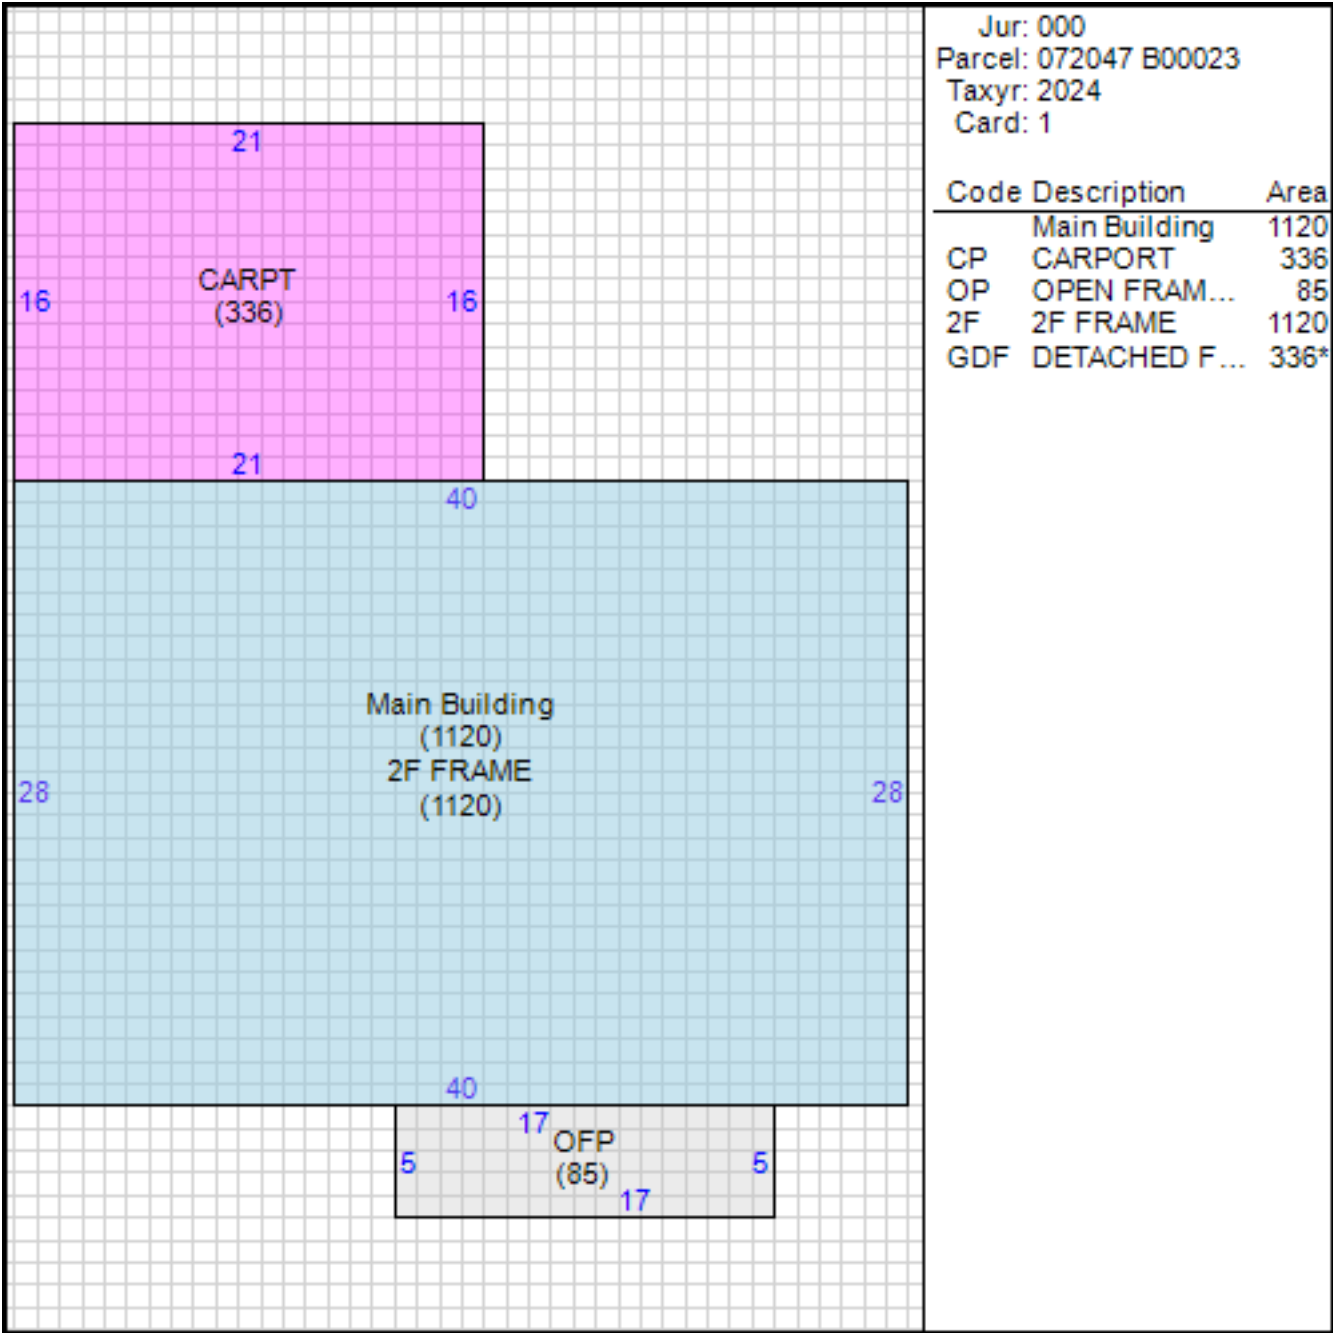 21
CARPT
(336)
16 16
21
40
Main Building
(1120)
2F FRAME
(1120)
28 28
40
17
OFP
(85)
5 5
17
Jur: 000
Parcel: 072047 B00023
Taxyr: 2024
Card: 1
Code Description Area
Main Building 1120
CP CARPORT 336
OP OPEN FRAM... 85
2F 2F FRAME 1120
GDF DETACHED F... 336*